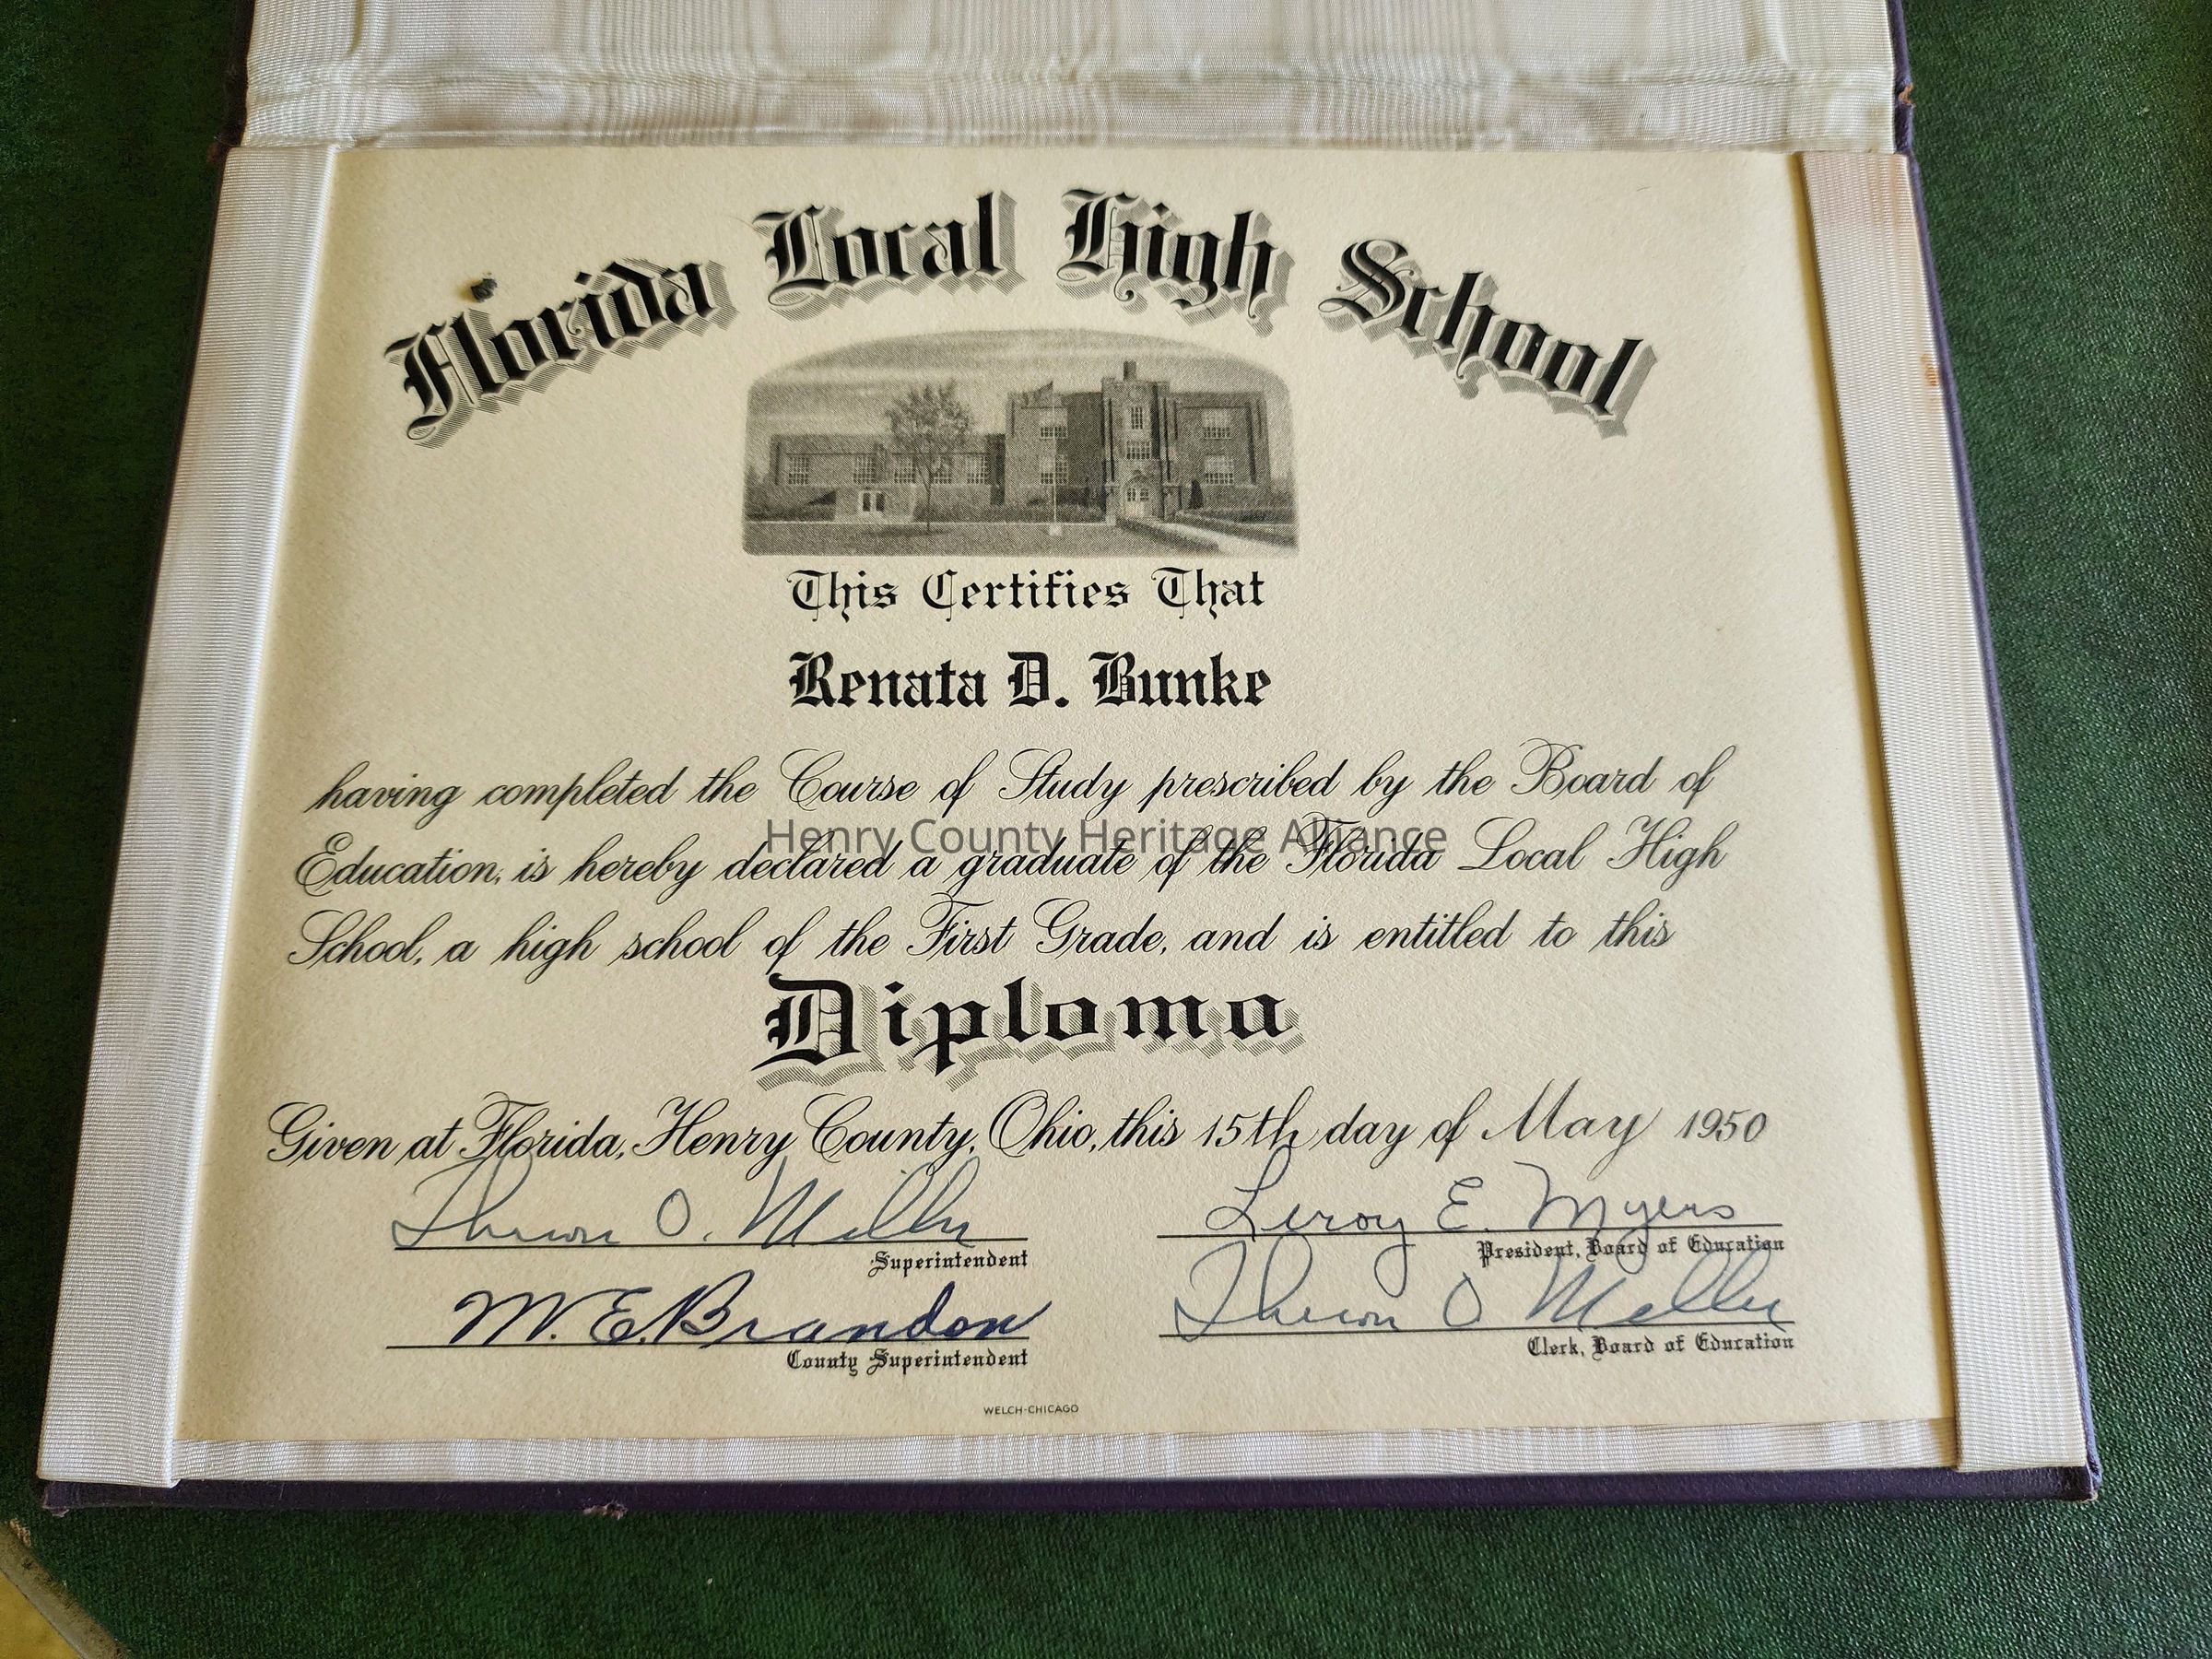 Florida Local High School
This Certifies That
Renata D. Bunke
having completed the Course of Study prescribed by the Board of
Henry County Heritage Alliance
Education, is hereby declared a graduate of the Florida Local High
School, a high school of the First Grade, and is entitled to this
Diploma
Given at Florida, Henry County, Ohio, this 15th day of May 1950
O. Miller
Superintendent
Leroy E. Myers
President, Board of Education
M. E. Brandon
County Superintendent
O Miller
Clerk, Board of Education
WELCH-CHICAGO